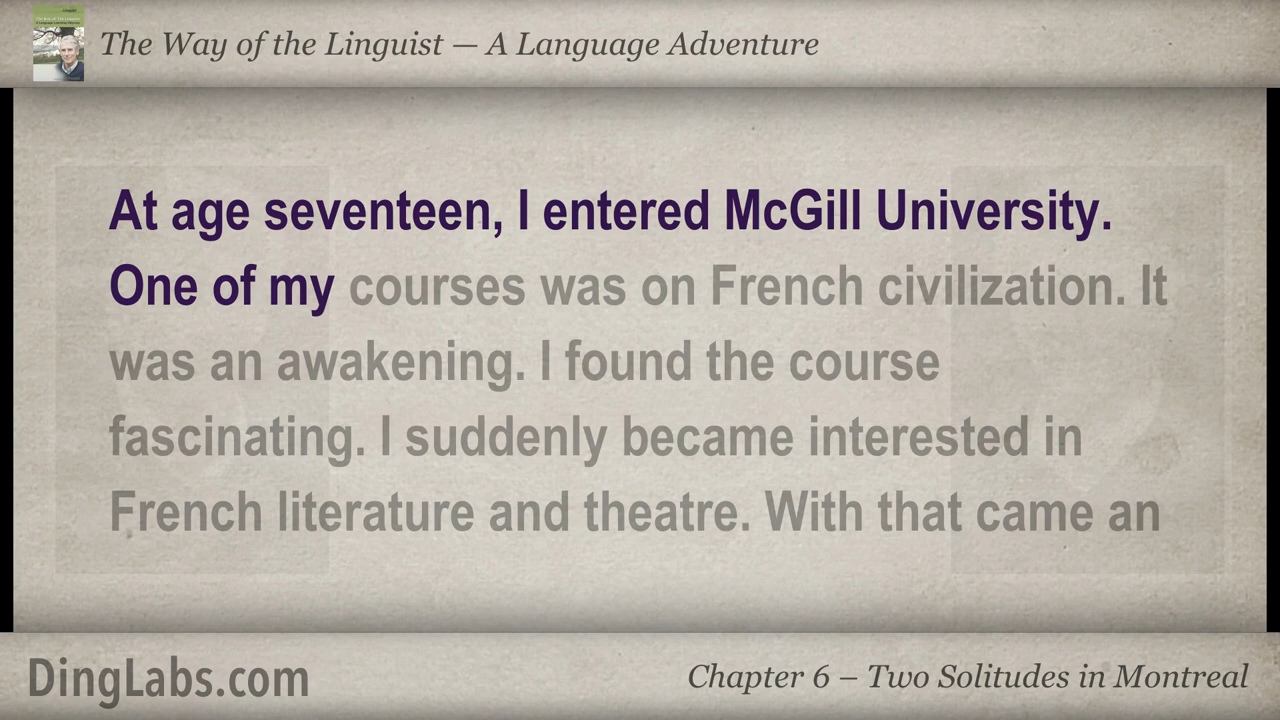 The Way of the Linguist — A Language Adventure
At age seventeen, I entered McGill University.
One of my courses was on French civilization. It
was an awakening. I found the course
fascinating. I suddenly became interested in
French literature and theatre. With that came an
DingLabs.com
Chapter 6 – Two Solitudes in Montreal